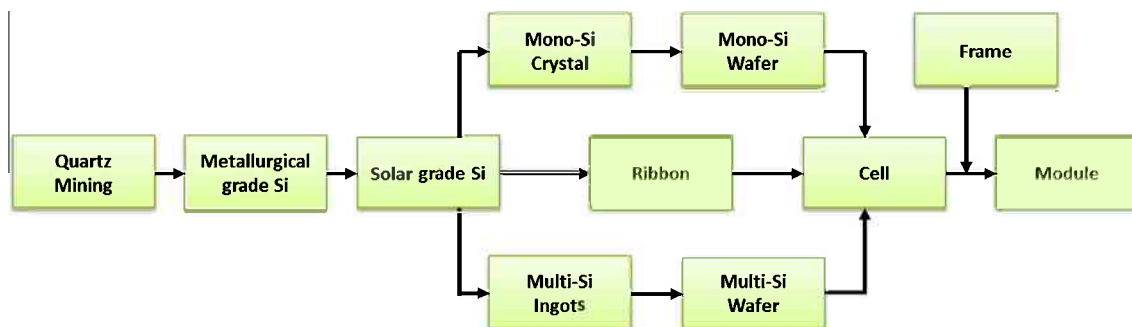 Mono-Si
Crystal
Mono-Si
Wafer
Frame
Quartz
Mining
Metallurgical
grade Si
Solar grade Si
Ribbon
Cell
Module
Multi-Si
Ingots
Multi-Si
Wafer